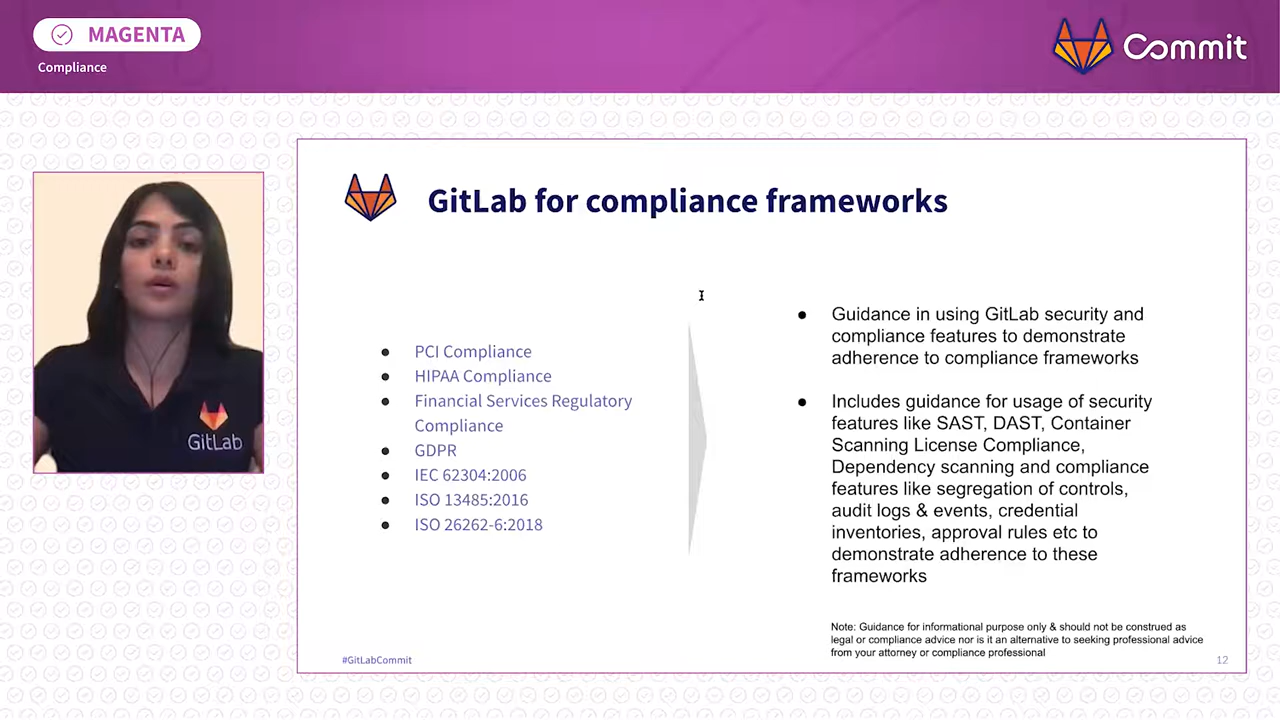 MAGENTA
Compliance
Commit
GitLab for compliance frameworks
● PCI Compliance
● HIPAA Compliance
● Financial Services Regulatory
Compliance
● GDPR
● IEC 62304:2006
● ISO 13485:2016
● ISO 26262-6:2018
● Guidance in using GitLab security and
compliance features to demonstrate
adherence to compliance frameworks
● Includes guidance for usage of security
features like SAST, DAST, Container
Scanning License Compliance,
Dependency scanning and compliance
features like segregation of controls,
audit logs & events, credential
inventories, approval rules etc to
demonstrate adherence to these
frameworks
Note: Guidance for informational purpose only & should not be construed as
legal or compliance advice nor is it an alternative to seeking professional advice
from your attorney or compliance professional
#GitLabCommit
12
GitLab